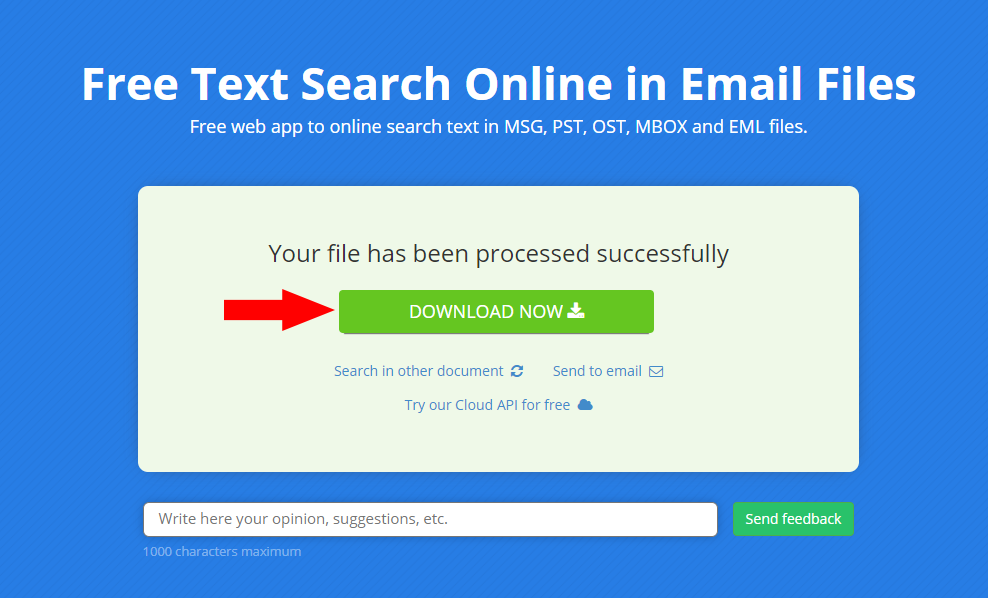 Free Text Search Online in Email Files
Free web app to online search text in MSG, PST, OST, MBOX and EML files.
Your file has been processed successfully
DOWNLOAD NOW
Search in other document Send to email
Try our Cloud API for free
Write here your opinion, suggestions, etc. Send feedback
1000 characters maximum